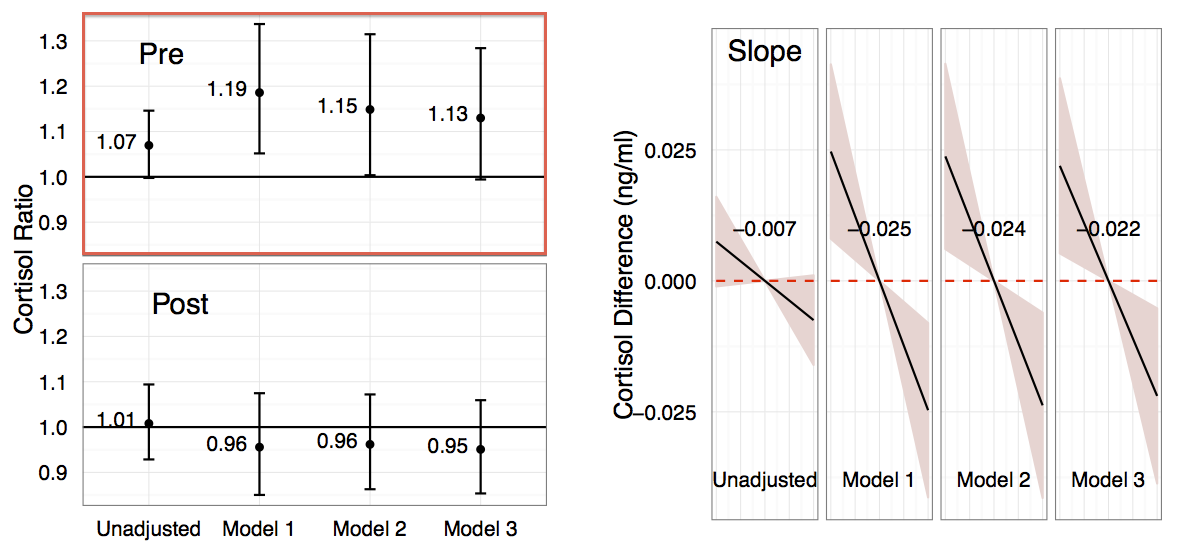 Cortisol Ratio
Pre
1.3
1.2
1.1
1.0
0.9
1.07
1.19
1.15
1.13
Post
1.3
1.2
1.1
1.0
0.9
1.01
0.96
0.96
0.95
Unadjusted Model 1 Model 2 Model 3
Cortisol Difference (ng/ml)
Slope
0.025
0.000
−0.025
−0.007 −0.025 −0.024 −0.022
Unadjusted Model 1 Model 2 Model 3